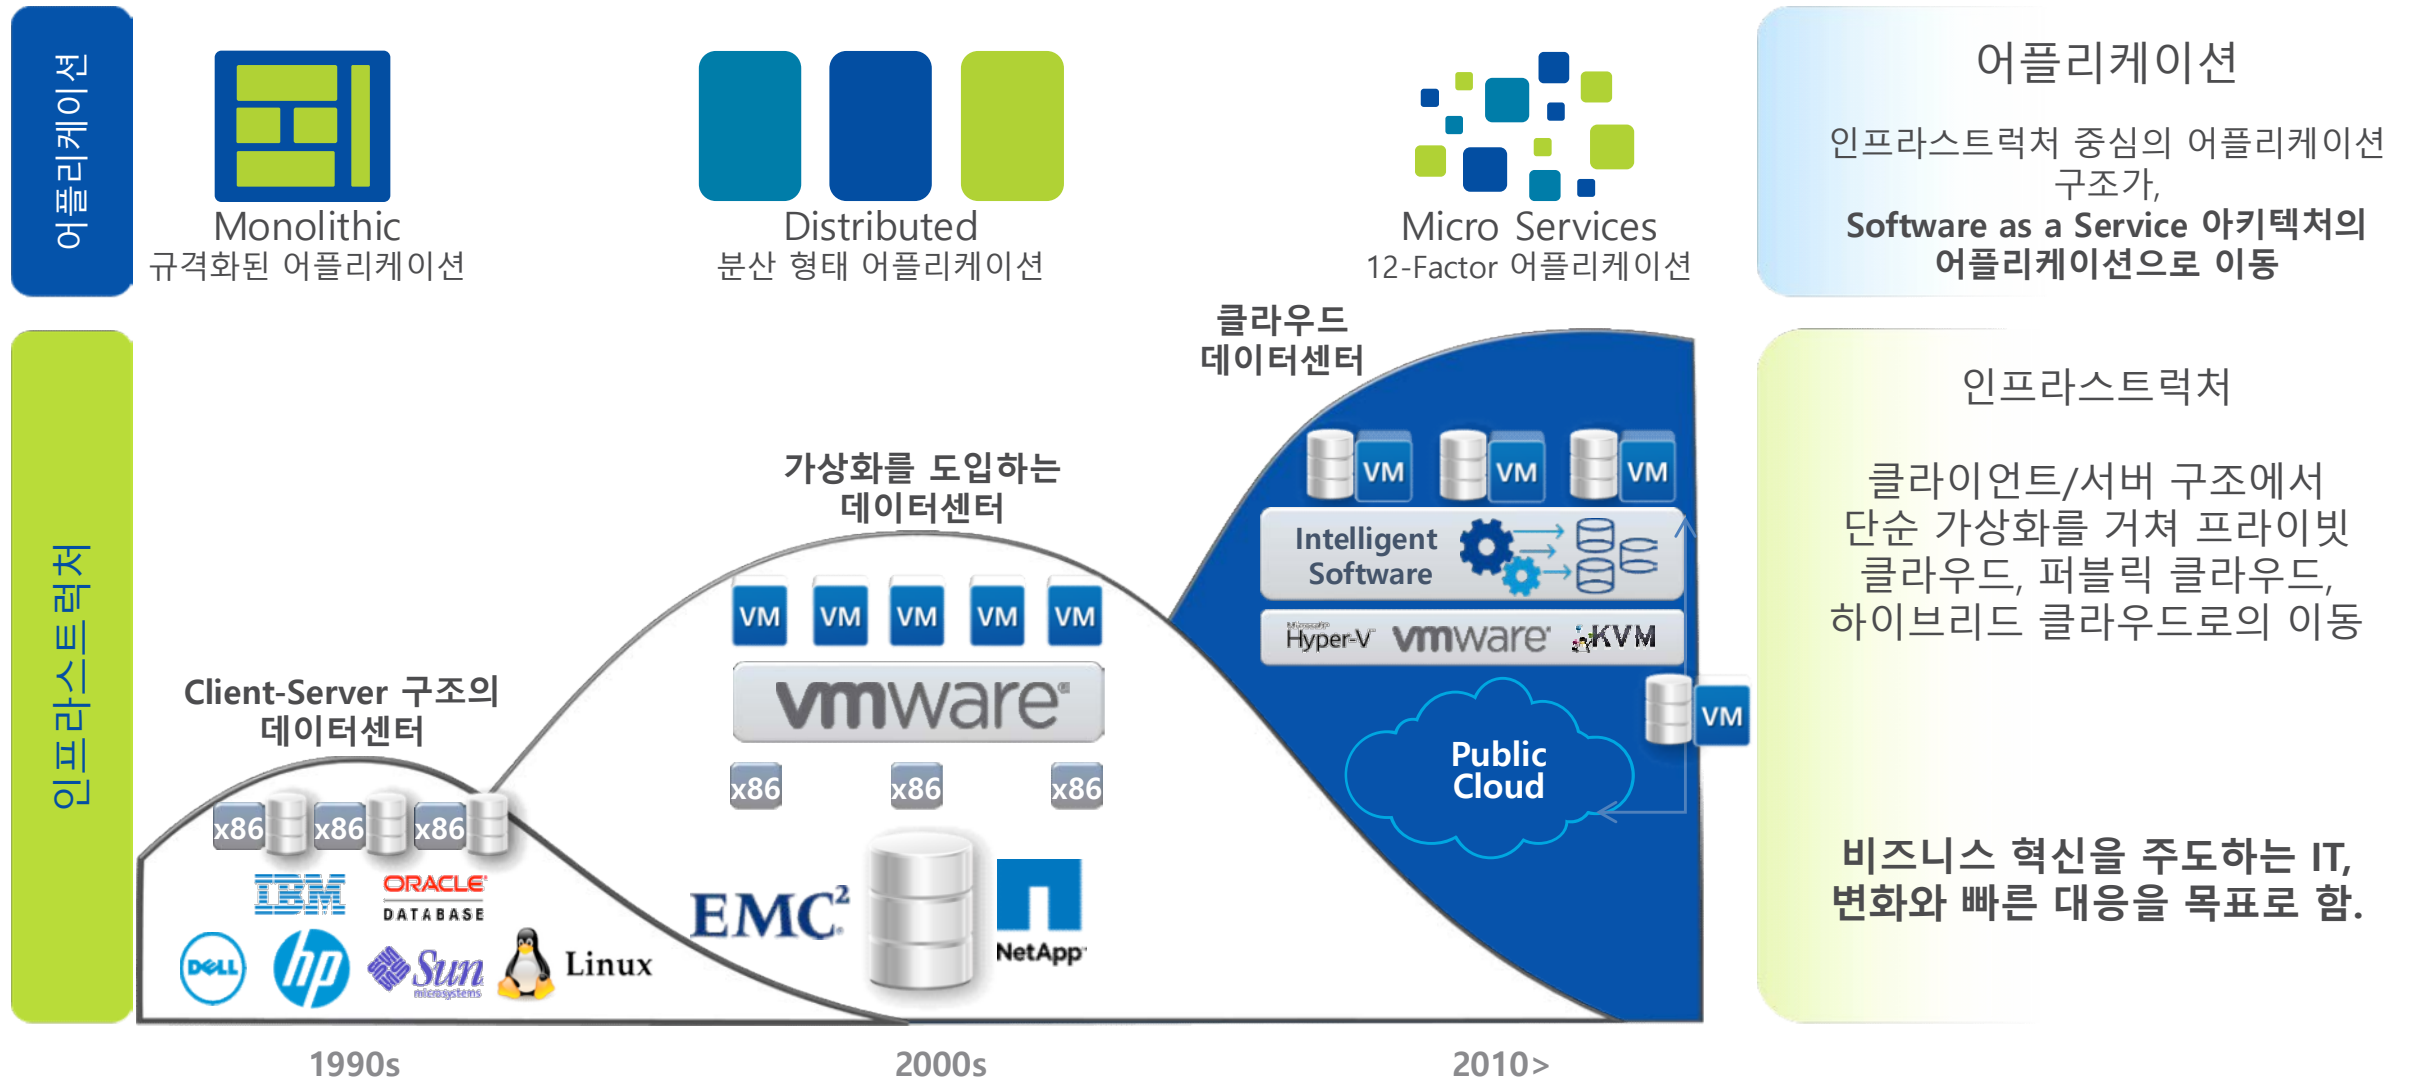 어플리케이션
Monolithic
규격화된 어플리케이션
Distributed
분산 형태 어플리케이션
Micro Services
12-Factor 어플리케이션
어플리케이션
인프라스트럭처 중심의 어플리케이션
구조가,
Software as a Service 아키텍처의
어플리케이션으로 이동
인프라스트럭처
Client-Server 구조의
데이터센터
x86
x86
x86
IBM
ORACLE
DATABASE
DELL
hp
Sun
microsystems
Linux
가상화를 도입하는
데이터센터
VM
VM
VM
VM
VM
vmware
x86
x86
x86
EMC²
NetApp
클라우드
데이터센터
VM
VM
VM
Intelligent
Software
Microsoft
Hyper-V
vmware
KVM
VM
Public
Cloud
인프라스트럭처
클라이언트/서버 구조에서
단순 가상화를 거쳐 프라이빗
클라우드, 퍼블릭 클라우드,
하이브리드 클라우드로의 이동
비즈니스 혁신을 주도하는 IT,
변화와 빠른 대응을 목표로 함.
1990s
2000s
2010>